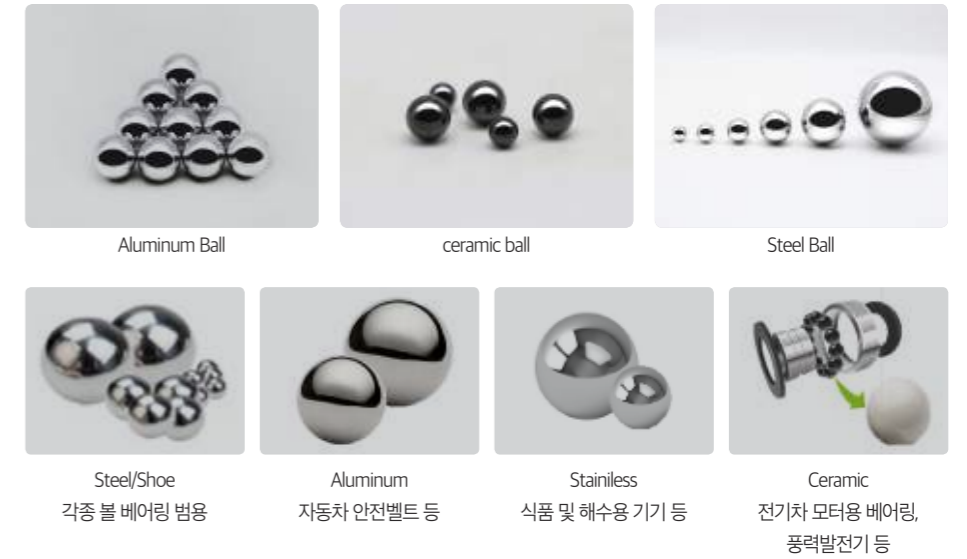 Aluminum Ball
ceramic ball
Steel Ball
Steel/Shoe
각종 볼 베어링 범용
Aluminum
자동차 안전벨트 등
Stainiless
식품 및 해수용 기기 등
Ceramic
전기차 모터용 베어링,
풍력발전기 등